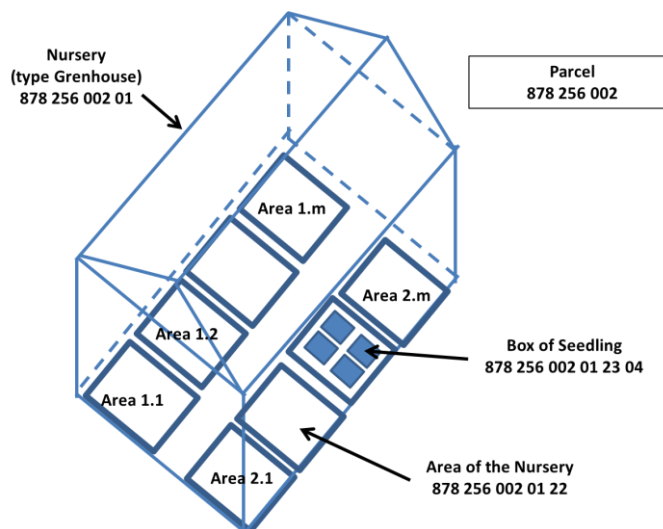 Nursery
(type Grenhouse)
878 256 002 01
Parcel
878 256 002
Area 1.m
Area 2.m
Area 1.2
Box of Seedling
878 256 002 01 23 04
Area 1.1
Area 2.1
Area of the Nursery
878 256 002 01 22